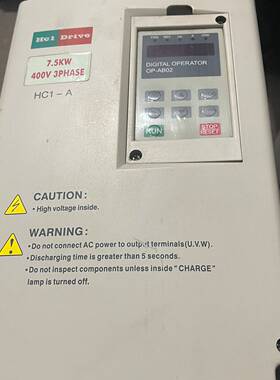 Hc1 Drive
7.5KW
400V 3PHASE
HC1-A
DIGITAL OPERATOR
OP-AB02
RUN
STOP
RESET
CAUTION:
• High voltage inside.
WARNING:
• Do not connect AC power to output terminals(U.V.W).
• Discharging time is greater than 5 seconds.
• Do not inspect components unless inside "CHARGE"
lamp is turned off.